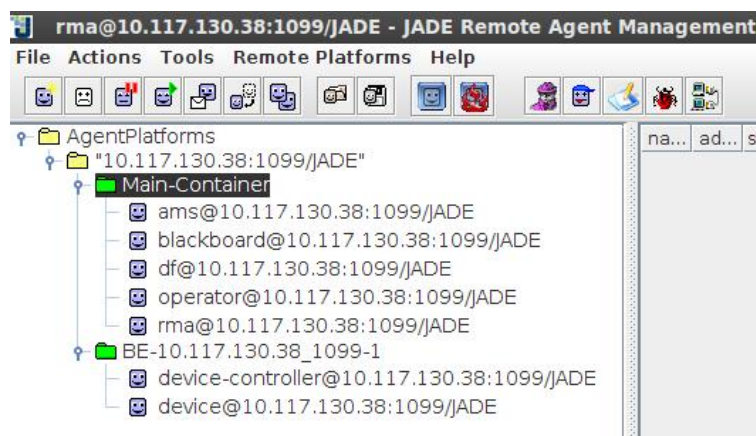 rma@10.117.130.38:1099/JADE - JADE Remote Agent Management
File Actions Tools Remote Platforms Help
AgentPlatforms
na... ad... s
"10.117.130.38:1099/JADE"
Main-Container
ams@10.117.130.38:1099/JADE
blackboard@10.117.130.38:1099/JADE
df@10.117.130.38:1099/JADE
operator@10.117.130.38:1099/JADE
rma@10.117.130.38:1099/JADE
BE-10.117.130.38_1099-1
device-controller@10.117.130.38:1099/JADE
device@10.117.130.38:1099/JADE